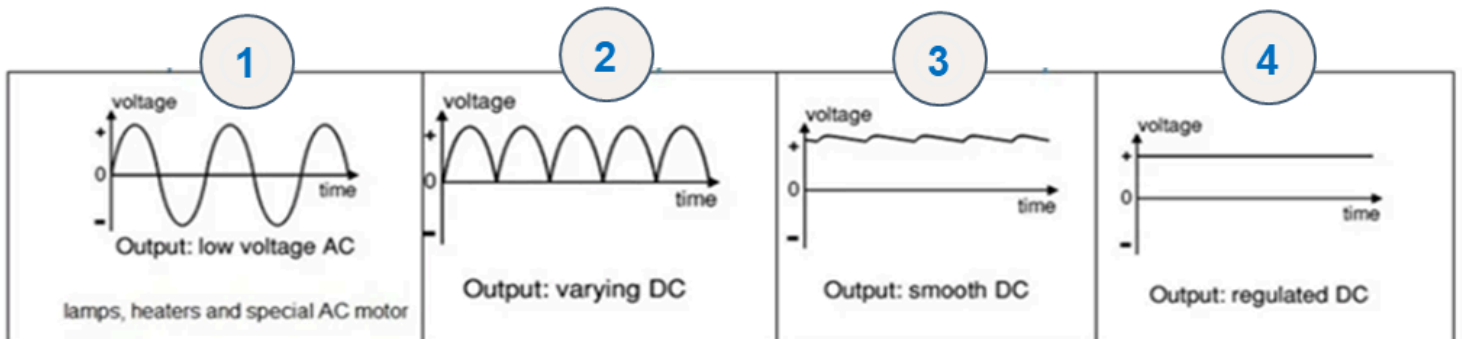 1
2
3
4
voltage
+
0
time
-
Output: low voltage AC
lamps, heaters and special AC motor
voltage
+
0
time
-
Output: varying DC
voltage
+
0
time
-
Output: smooth DC
voltage
+
0
time
-
Output: regulated DC